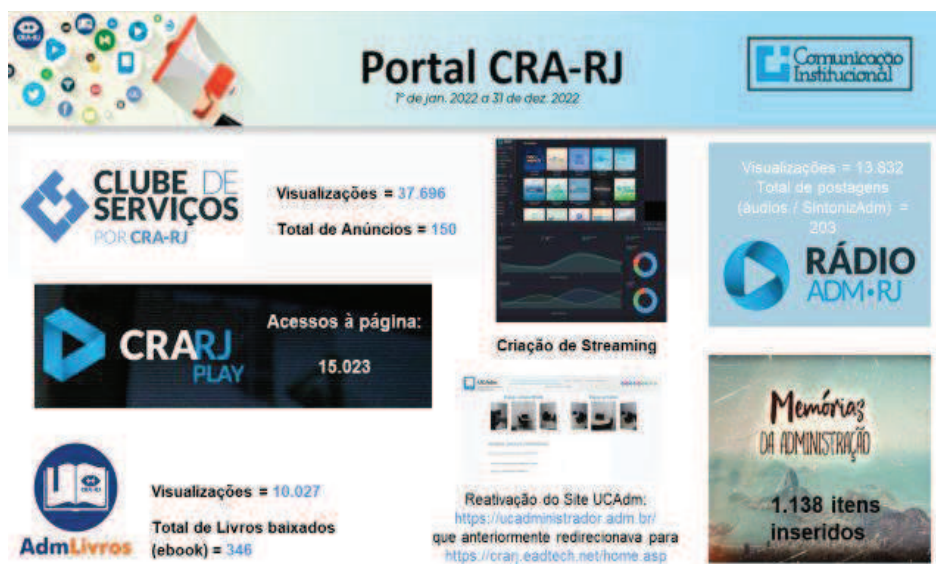 Portal CRA-RJ
1º de jan. 2022 a 31 de dez. 2022
Comunicação
Institucional
CRA-RJ
CLUBE DE
SERVIÇOS
POR CRA-RJ
Visualizações = 37.696
Total de Anúncios = 150
CRARJ
PLAY
Acessos à página:
15.023
AdmLivros
Visualizações = 10.027
Total de Livros baixados
(ebook) = 346
Criação de Streaming
UCAdm
Reativação do Site UCAdm:
https://ucadministrador.adm.br/
que anteriormente redirecionava para
https://crarj.eadtech.net/home.asp
Visualizações = 13.832
Total de postagens
(áudios / SintonizAdm) =
203
RÁDIO
ADM•RJ
Memórias
DA ADMINISTRAÇÃO
1.138 itens
inseridos